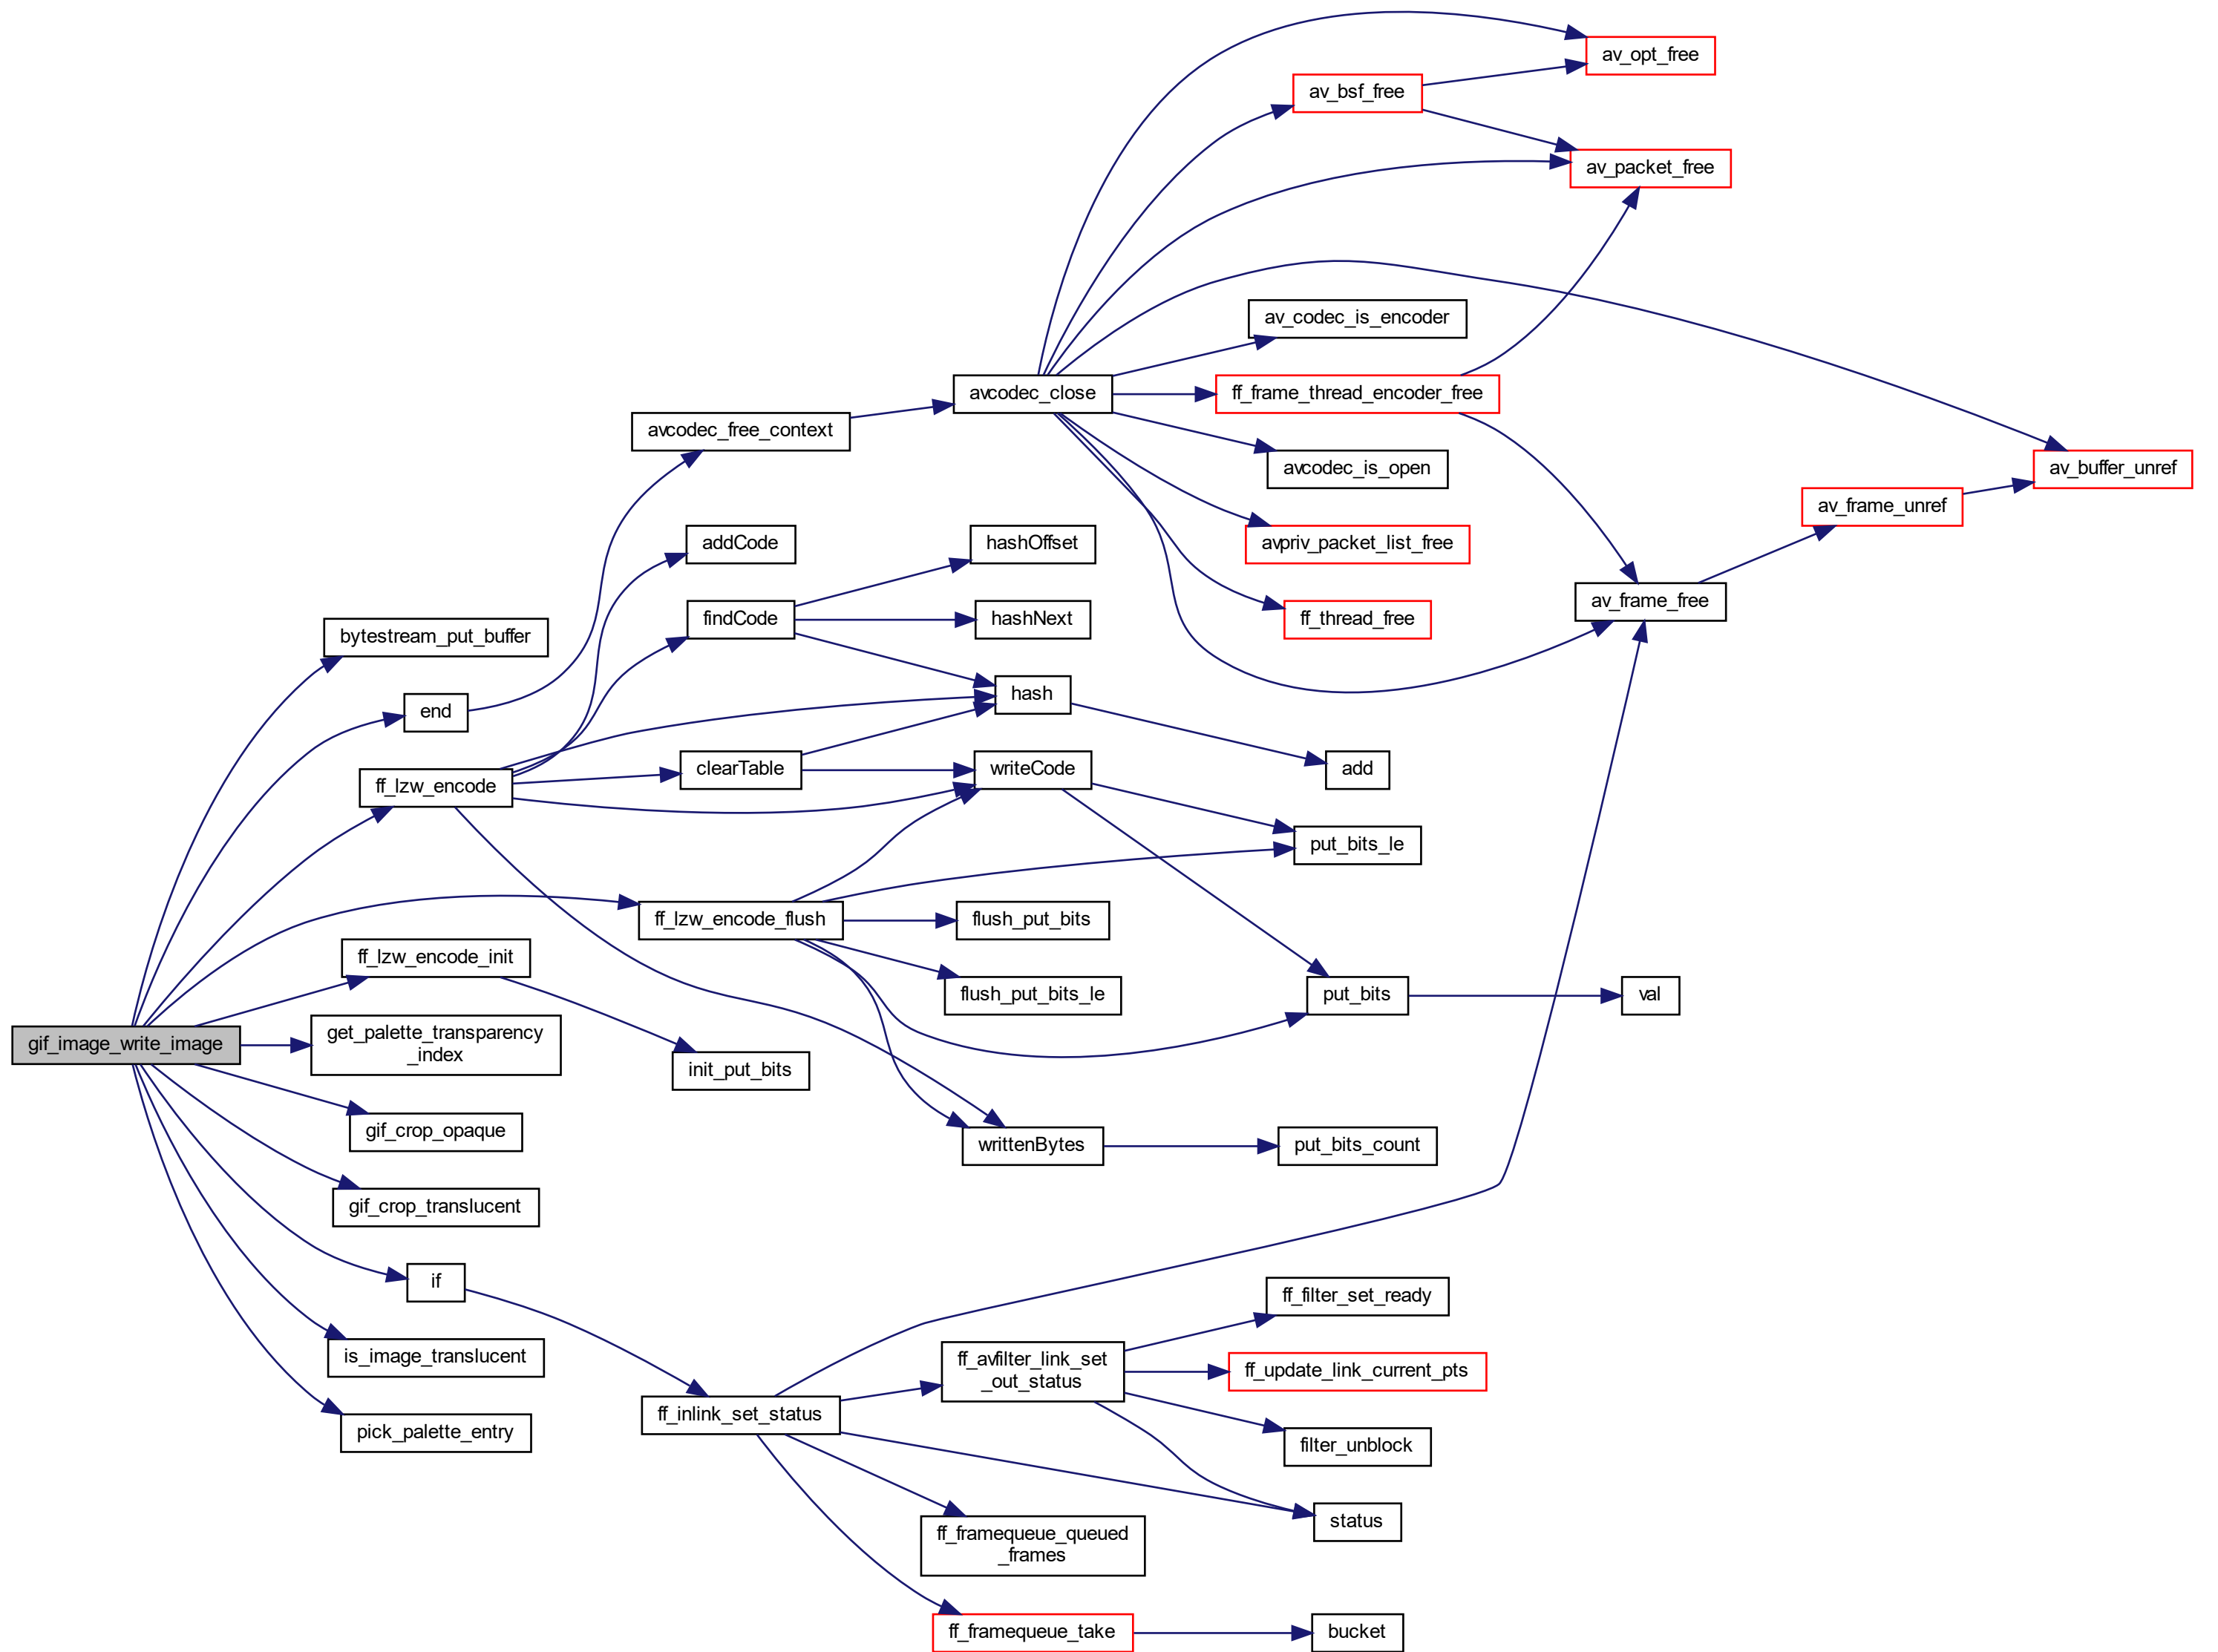 av_opt_free
av_bsf_free
av_packet_free
av_codec_is_encoder
avcodec_close
ff_frame_thread_encoder_free
avcodec_free_context
avcodec_is_open
av_buffer_unref
av_frame_unref
addCode
hashOffset
avpriv_packet_list_free
av_frame_free
bytestream_put_buffer
findCode
hashNext
ff_thread_free
end
hash
ff_lzw_encode
clearTable
writeCode
add
put_bits_le
ff_lzw_encode_flush
flush_put_bits
ff_lzw_encode_init
flush_put_bits_le
put_bits
val
gif_image_write_image
get_palette_transparency
_index
init_put_bits
gif_crop_opaque
writtenBytes
put_bits_count
gif_crop_translucent
if
ff_filter_set_ready
is_image_translucent
ff_avfilter_link_set
_out_status
ff_update_link_current_pts
ff_inlink_set_status
pick_palette_entry
filter_unblock
status
ff_framequeue_queued
_frames
ff_framequeue_take
bucket